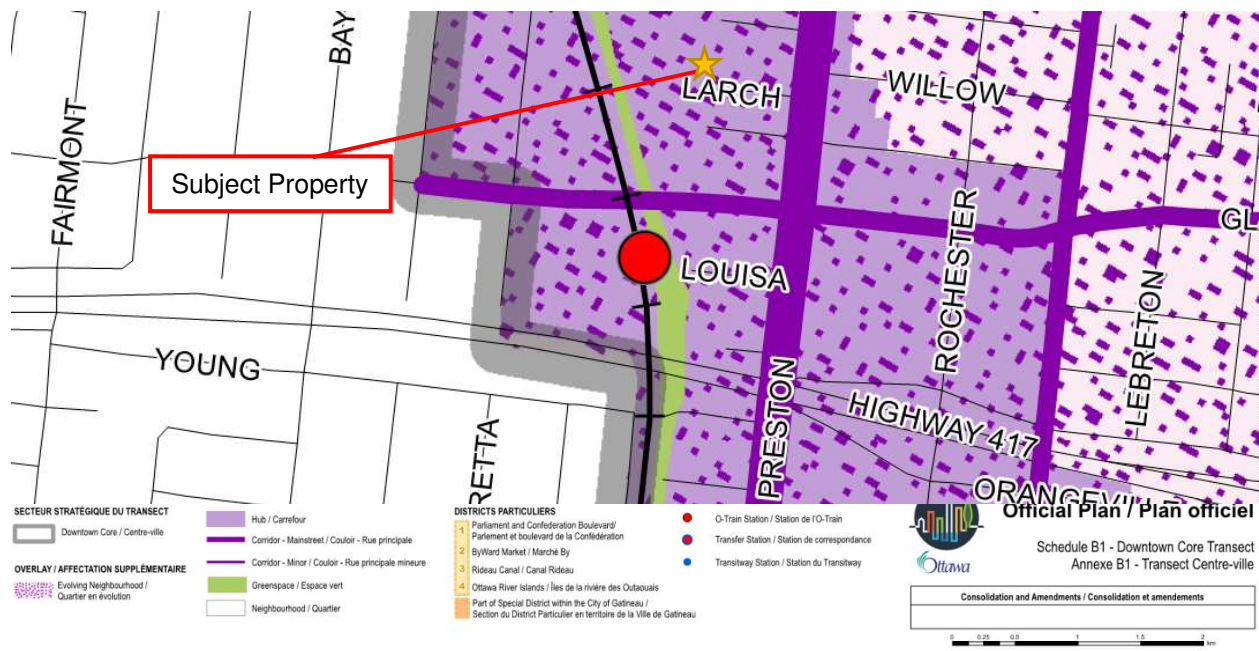 BAY
LARCH
WILLOW
FAIRMONT
Subject Property
ROCHESTER
GL
LOUISA
LEBRETON
YOUNG
PRESTON
HIGHWAY 417
RETTA
ORANGEVIL
SECTEUR STRATÉGIQUE DU TRANSECT
Downtown Core / Centre-ville
OVERLAY / AFFECTATION SUPPLÉMENTAIRE
Evolving Neighbourhood /
Quartier en évolution
Hub / Carrefour
Corridor - Mainstreet / Couloir - Rue principale
Corridor - Minor / Couloir - Rue principale mineure
Greenspace / Espace vert
Neighbourhood / Quartier
DISTRICTS PARTICULIERS
1 Parliament and Confederation Boulevard/
Parlement et boulevard de la Confédération
2 ByWard Market / Marché By
3 Rideau Canal / Canal Rideau
4 Ottawa River Islands / Îles de la rivière des Outaouais
Part of Special District within the City of Gatineau /
Section du District Particulier en territoire de la Ville de Gatineau
O-Train Station / Station de l'O-Train
Transfer Station / Station de correspondance
Transitway Station / Station du Transitway
Ottawa
Official Plan / Plan officiel
Schedule B1 - Downtown Core Transect
Annexe B1 - Transect Centre-ville
Consolidation and Amendments / Consolidation et amendements
0 0.25 0.5 1 1.5 2
km